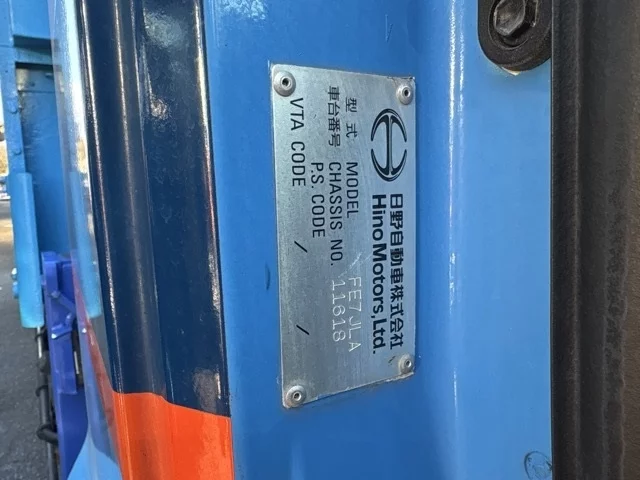 日野自動車株式会社
Hino Motors, Ltd.
型式 MODEL FE7JLA
車台番号 CHASSIS NO. 11618
P.S. CODE /
VTA CODE /